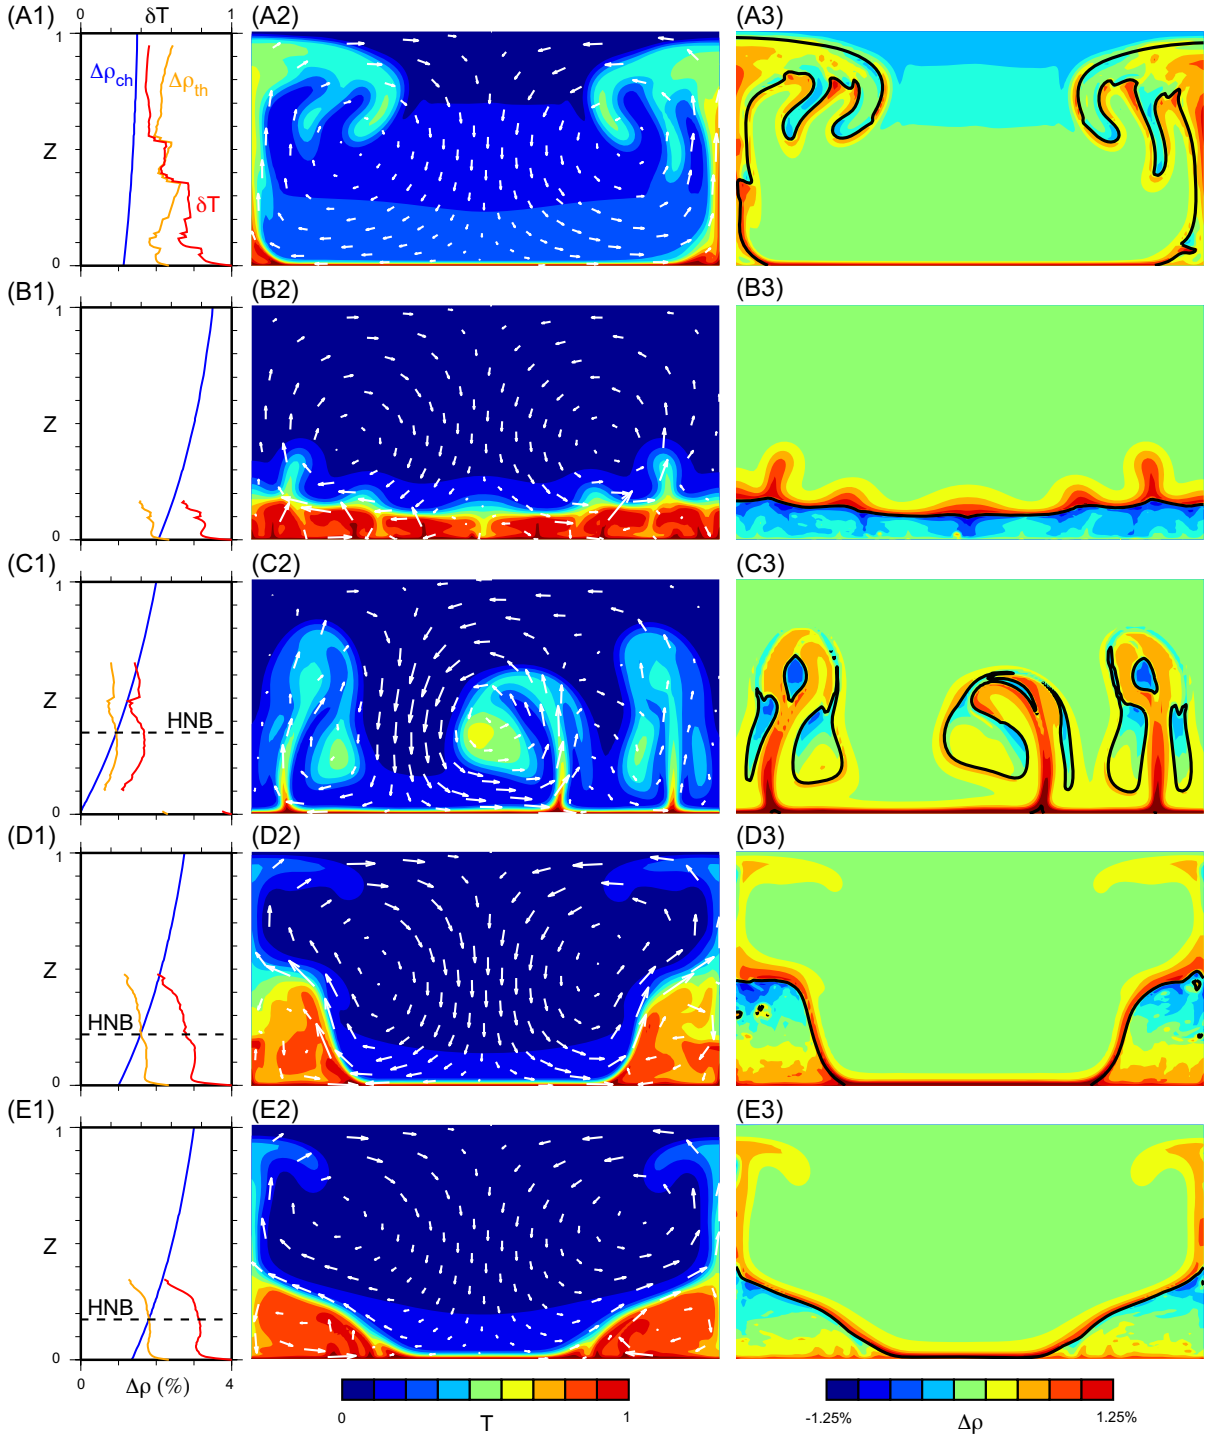 (A1) 0 δT 1 (A2) (A3)
1
Δρch Δρth
Z
δT
0
(B1) (B2) (B3)
1
Z
0
(C1) (C2) (C3)
1
Z
HNB
0
(D1) (D2) (D3)
1
Z
HNB
0
(E1) (E2) (E3)
1
Z
HNB
0
0 Δρ (%) 4
0 T 1
-1.25% Δρ 1.25%